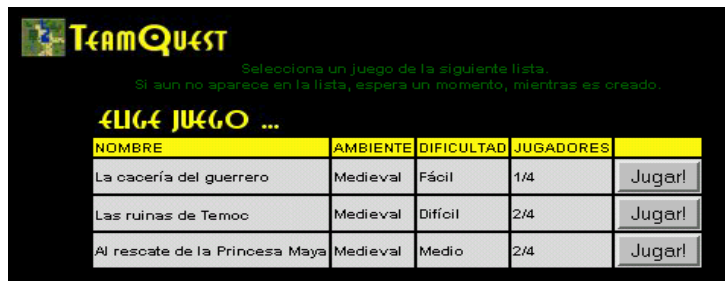 TEAMQUEST
Selecciona un juego de la siguiente lista.
Si aun no aparece en la lista, espera un momento, mientras es creado.
ELIGE JUEGO ...
NOMBRE AMBIENTE DIFICULTAD JUGADORES
La cacería del guerrero Medieval Fácil 1/4 Jugar!
Las ruinas de Temoc Medieval Difícil 2/4 Jugar!
Al rescate de la Princesa Maya Medieval Medio 2/4 Jugar!